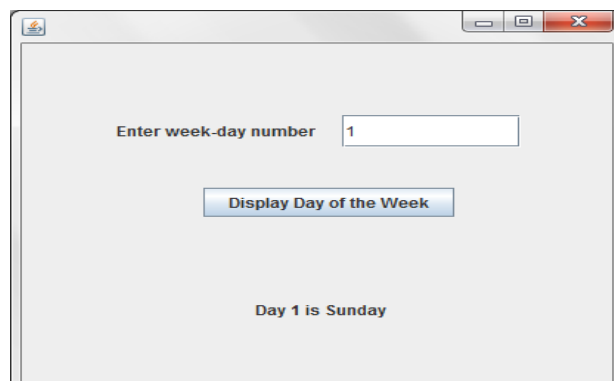 Enter week-day number 1
Display Day of the Week
Day 1 is Sunday